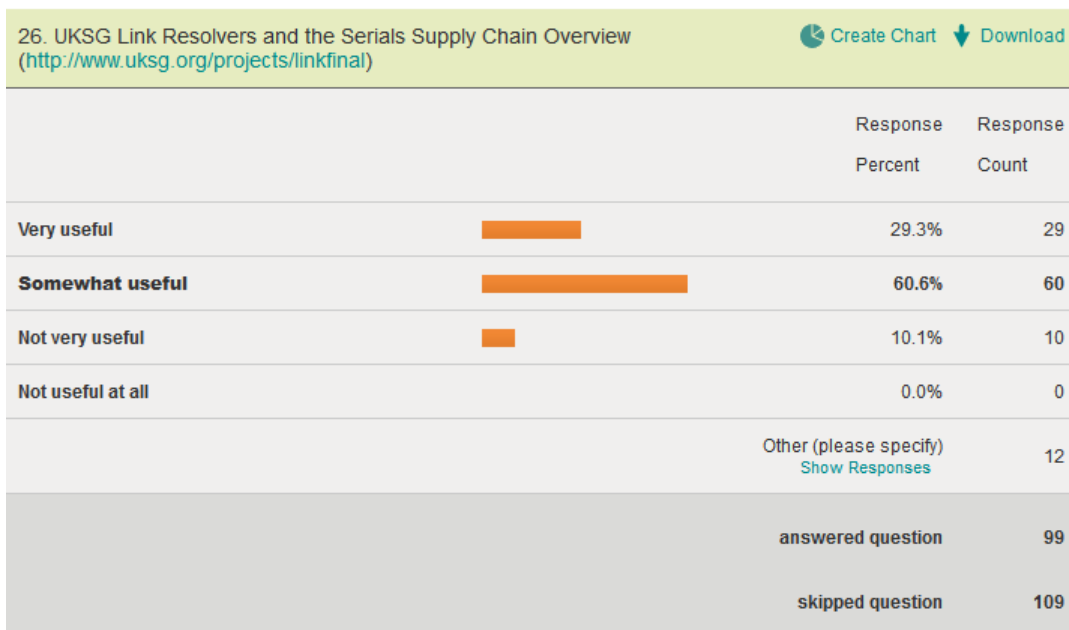 26. UKSG Link Resolvers and the Serials Supply Chain Overview
(http://www.uksg.org/projects/linkfinal)
Create Chart Download
Response Response
Percent Count
Very useful 29.3% 29
Somewhat useful 60.6% 60
Not very useful 10.1% 10
Not useful at all 0.0% 0
Other (please specify)
Show Responses
12
answered question 99
skipped question 109